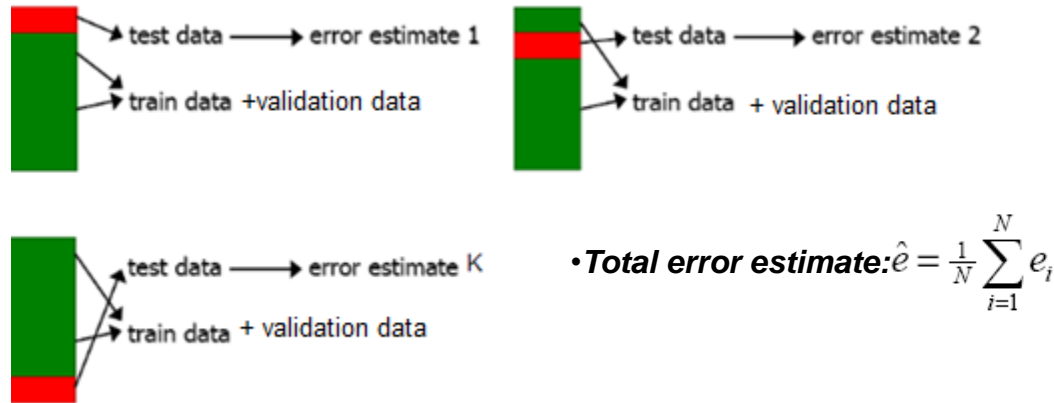 test data error estimate 1
train data +validation data
test data error estimate 2
train data + validation data
test data error estimate K
train data + validation data
•Total error estimate: ê = 1/N ∑_{i=1}^{N} e_i